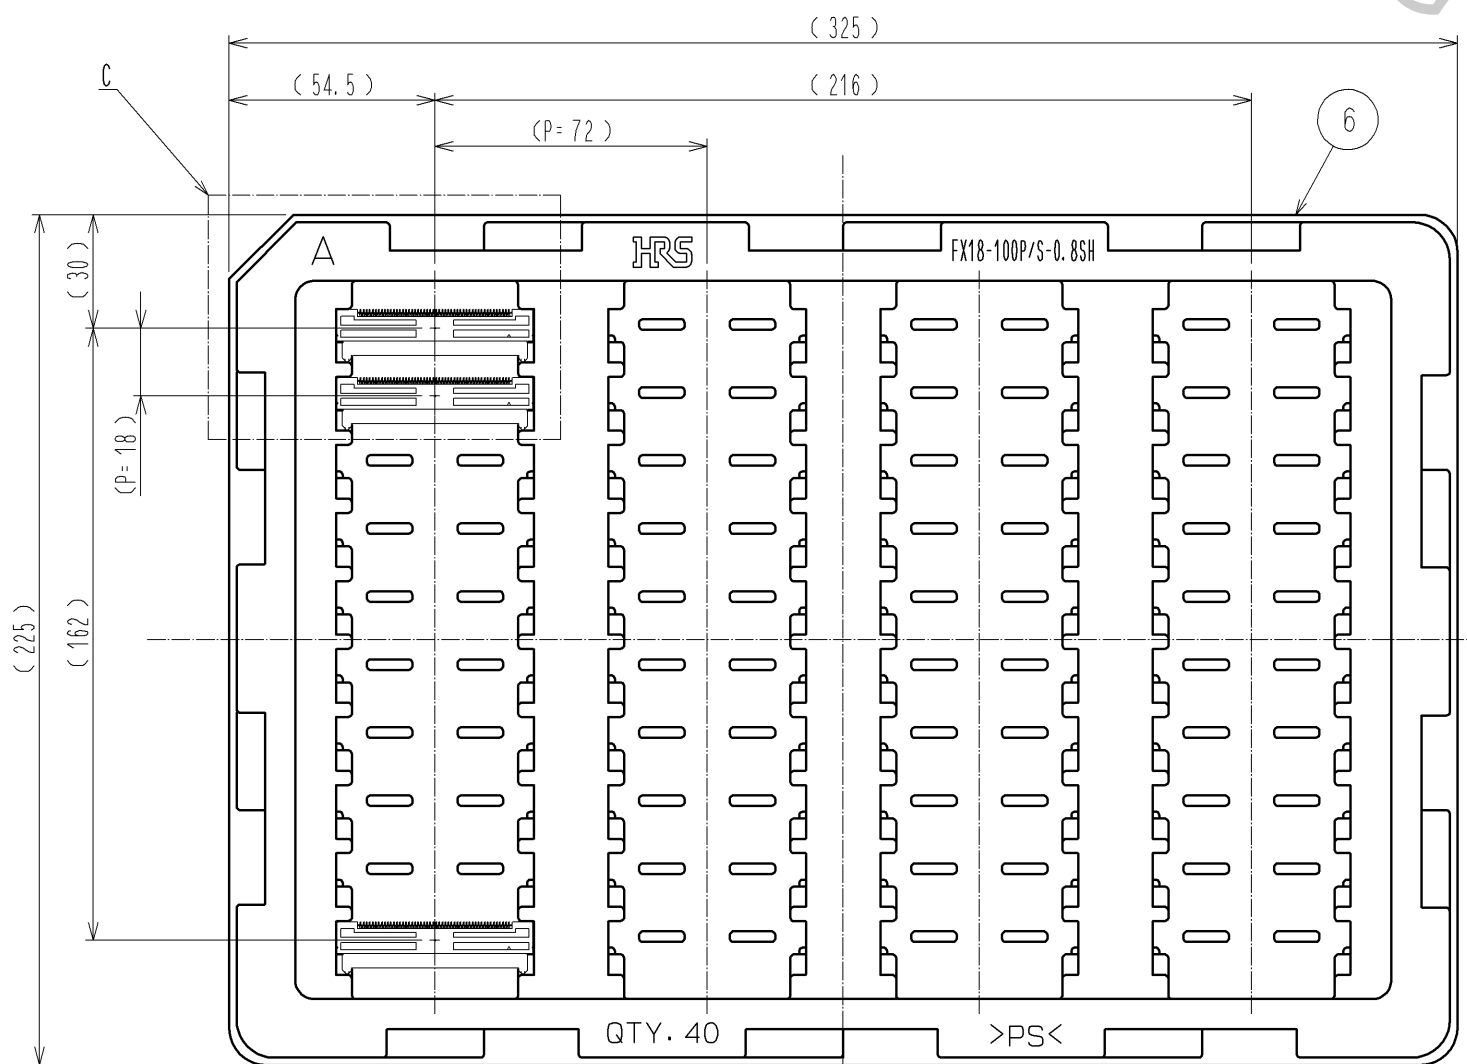 ( 325 )
C
( 54.5 )
( 216 )
(P=72 )
6
A
HRS
FX18-100P/S-0.8SH
( 30 )
(P=18 )
( 225 )
( 162 )
QTY. 40
>PS<